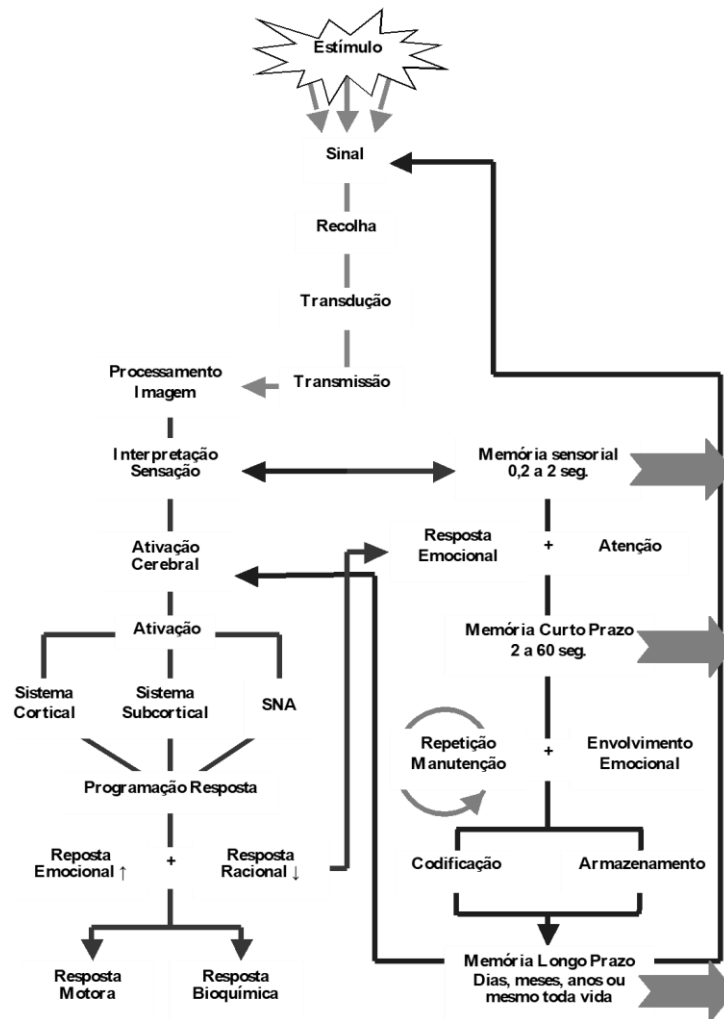 Estímulo
Sinal
Recolha
Transdução
Transmissão
Processamento
Imagem
Interpretação
Sensação
Ativação
Cerebral
Ativação
Sistema
Cortical
Sistema
Subcortical
SNA
Programação Resposta
Reposta
Emocional ↑
+
Resposta
Racional ↓
Resposta
Motora
Resposta
Bioquímica
Memória sensorial
0,2 a 2 seg.
Resposta
Emocional
+
Atenção
Memória Curto Prazo
2 a 60 seg.
Repetição
Manutenção
+
Envolvimento
Emocional
Codificação
Armazenamento
Memória Longo Prazo
Dias, meses, anos ou
mesmo toda vida